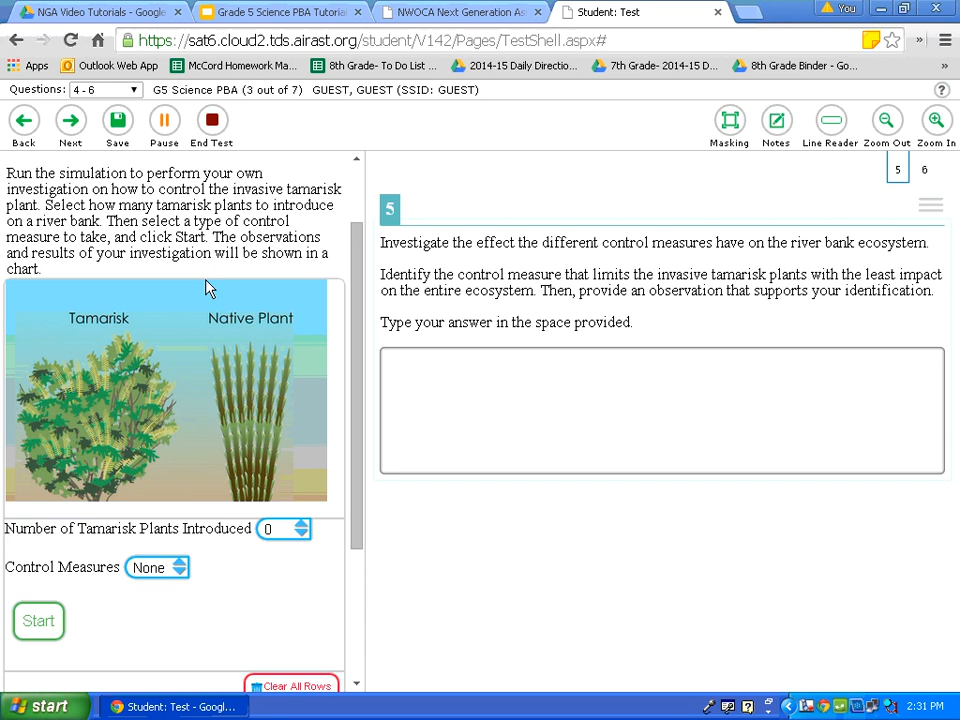 NGA Video Tutorials - Google
Grade 5 Science PBA Tutorial
NWOCA Next Generation As
Student: Test
You
https://sat6.cloud2.tds.airast.org/student/V142/Pages/TestShell.aspx#
Apps
Outlook Web App
McCord Homework Ma...
8th Grade- To Do List ...
2014-15 Daily Directio...
7th Grade- 2014-15 D...
8th Grade Binder - Go...
Questions: 4 - 6
G5 Science PBA (3 out of 7)
GUEST, GUEST (SSID: GUEST)
Back
Next
Save
Pause
End Test
Masking
Notes
Line Reader
Zoom Out
Zoom In
Run the simulation to perform your own
investigation on how to control the invasive tamarisk
plant. Select how many tamarisk plants to introduce
on a river bank. Then select a type of control
measure to take, and click Start. The observations
and results of your investigation will be shown in a
chart.
Tamarisk
Native Plant
Number of Tamarisk Plants Introduced 0
Control Measures None
Start
Clear All Rows
5
6
5
Investigate the effect the different control measures have on the river bank ecosystem.
Identify the control measure that limits the invasive tamarisk plants with the least impact
on the entire ecosystem. Then, provide an observation that supports your identification.
Type your answer in the space provided.
start
Student: Test - Googl...
2:31 PM